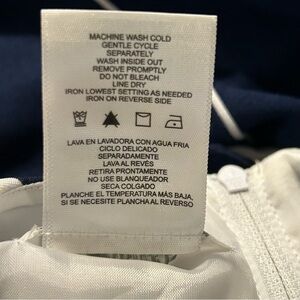 MACHINE WASH COLD
GENTLE CYCLE
SEPARATELY
WASH INSIDE OUT
REMOVE PROMPTLY
DO NOT BLEACH
LINE DRY
IRON LOWEST SETTING AS NEEDED
IRON ON REVERSE SIDE
LAVA EN LAVADORA CON AGUA FRIA
CICLO DELICADO
SEPARADAMENTE
LAVA AL REVÉS
RETIRA PRONTAMENTE
NO USE BLANQUEADOR
SECA COLGADO
PLANCHE EL TEMPERATURA MÁS BAJA,
SI SE NECESITE PLANCHA AL REVERSO